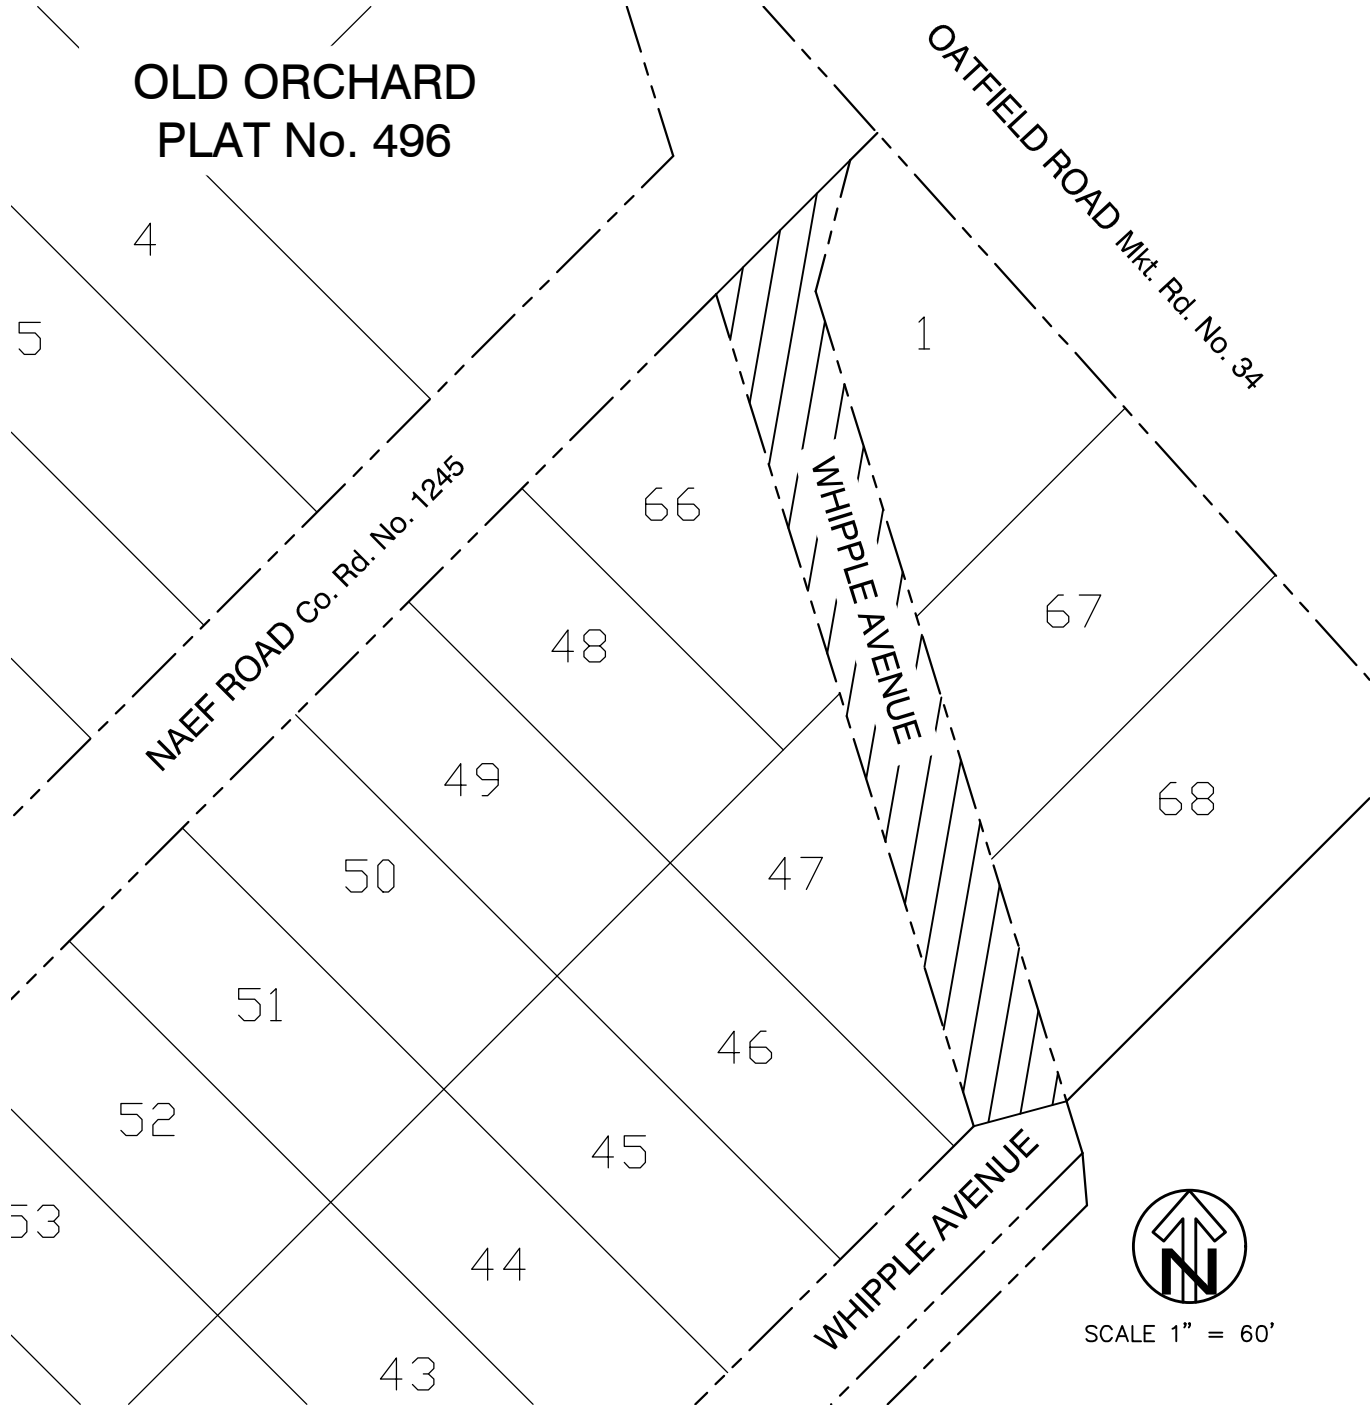 OLD ORCHARD
PLAT No. 496
OATFIELD ROAD Mkt. Rd. No. 34
4
5
1
NAEF ROAD Co. Rd. No. 1245
66
WHIPPLE AVENUE
67
48
49
68
50
47
51
46
52
45
53
WHIPPLE AVENUE
44
43
N
SCALE 1" = 60'